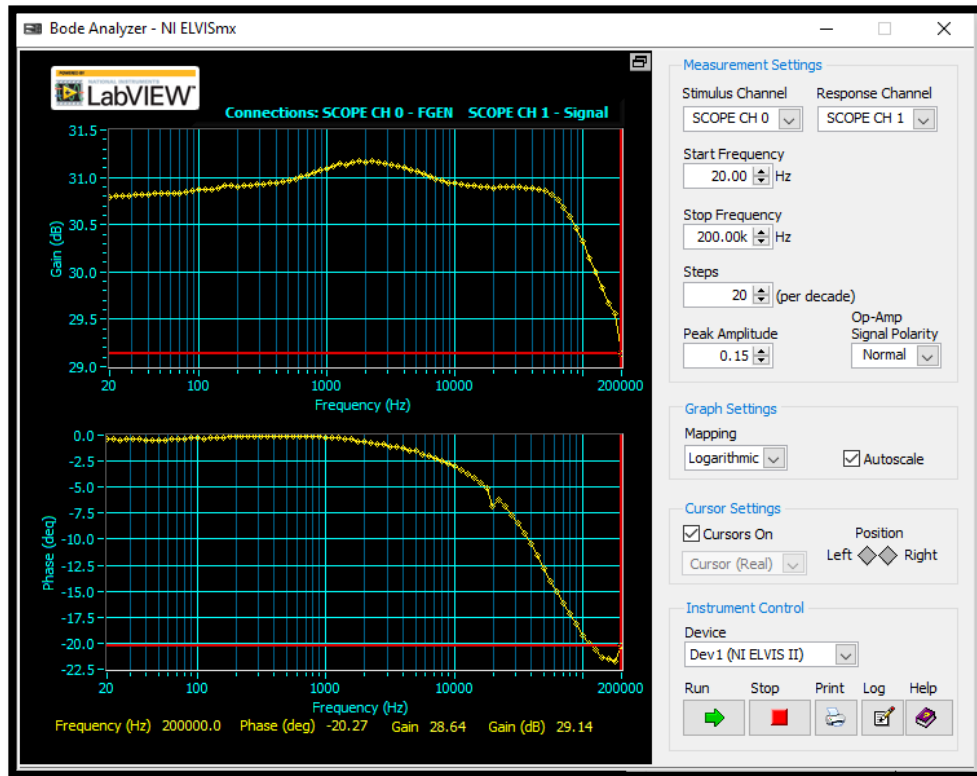 Bode Analyzer - NI ELVISmx
POWERED BY
NATIONAL INSTRUMENTS
LabVIEW™
Connections: SCOPE CH 0 - FGEN SCOPE CH 1 - Signal
31.5
31.0
30.5
30.0
29.5
29.0
Gain (dB)
20 100 1000 10000 200000
Frequency (Hz)
0.0
-2.5
-5.0
-7.5
-10.0
-12.5
-15.0
-17.5
-20.0
-22.5
Phase (deg)
20 100 1000 10000 200000
Frequency (Hz)
Frequency (Hz) 200000.0 Phase (deg) -20.27 Gain 28.64 Gain (dB) 29.14
Measurement Settings
Stimulus Channel Response Channel
SCOPE CH 0 SCOPE CH 1
Start Frequency
20.00 Hz
Stop Frequency
200.00k Hz
Steps
20 (per decade)
Op-Amp
Peak Amplitude Signal Polarity
0.15 Normal
Graph Settings
Mapping
Logarithmic Autoscale
Cursor Settings
Cursors On Position
Cursor (Real) Left Right
Instrument Control
Device
Dev1 (NI ELVIS II)
Run Stop Print Log Help